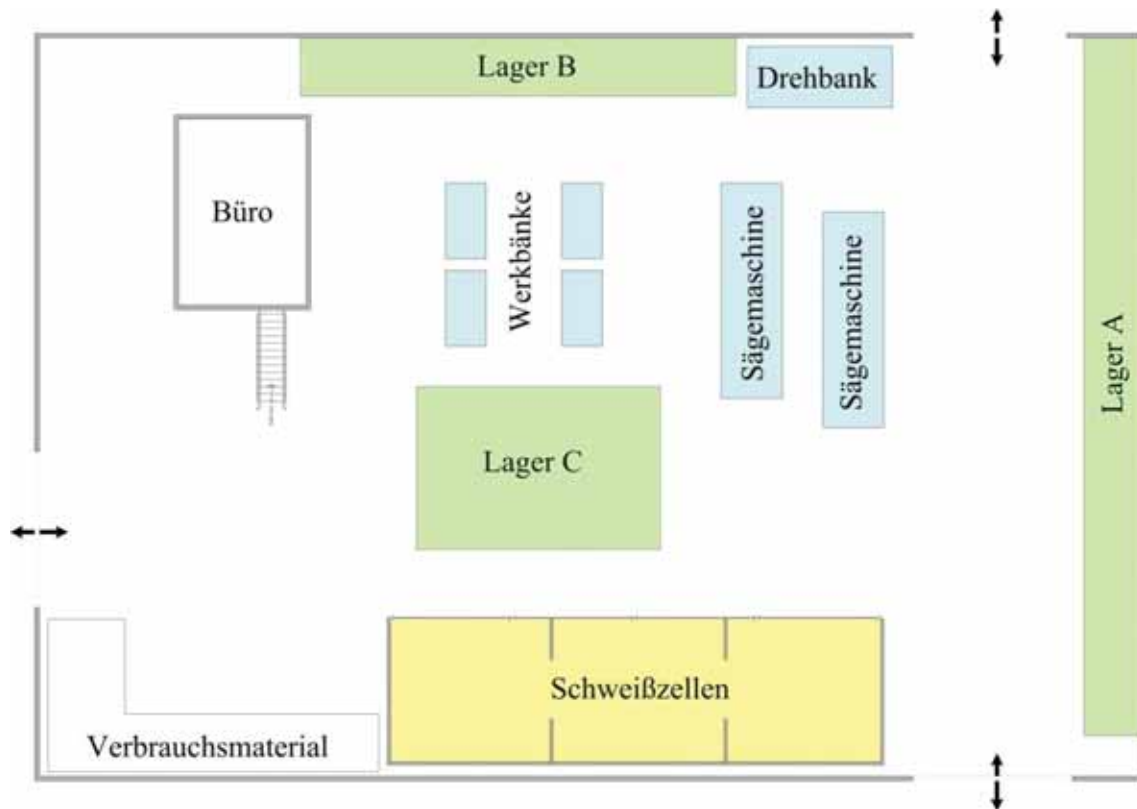 Lager B
Drehbank
Büro
Werkbänke
Sägemaschine
Sägemaschine
Lager A
Lager C
Schweißzellen
Verbrauchsmaterial